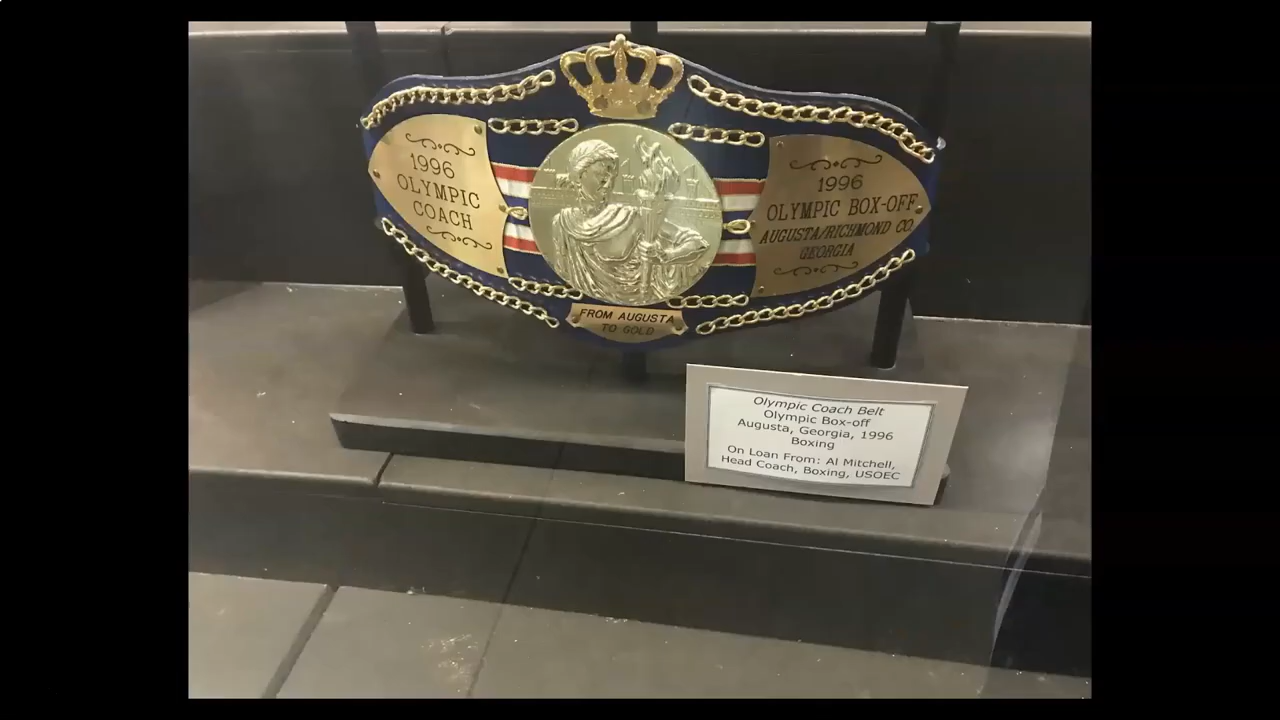 1996
OLYMPIC
COACH
1996
OLYMPIC BOX-OFF
AUGUSTA/RICHMOND CO.
GEORGIA
FROM AUGUSTA
TO GOLD
Olympic Coach Belt
Olympic Box-off
Augusta, Georgia, 1996
Boxing
On Loan From: Al Mitchell,
Head Coach, Boxing, USOEC